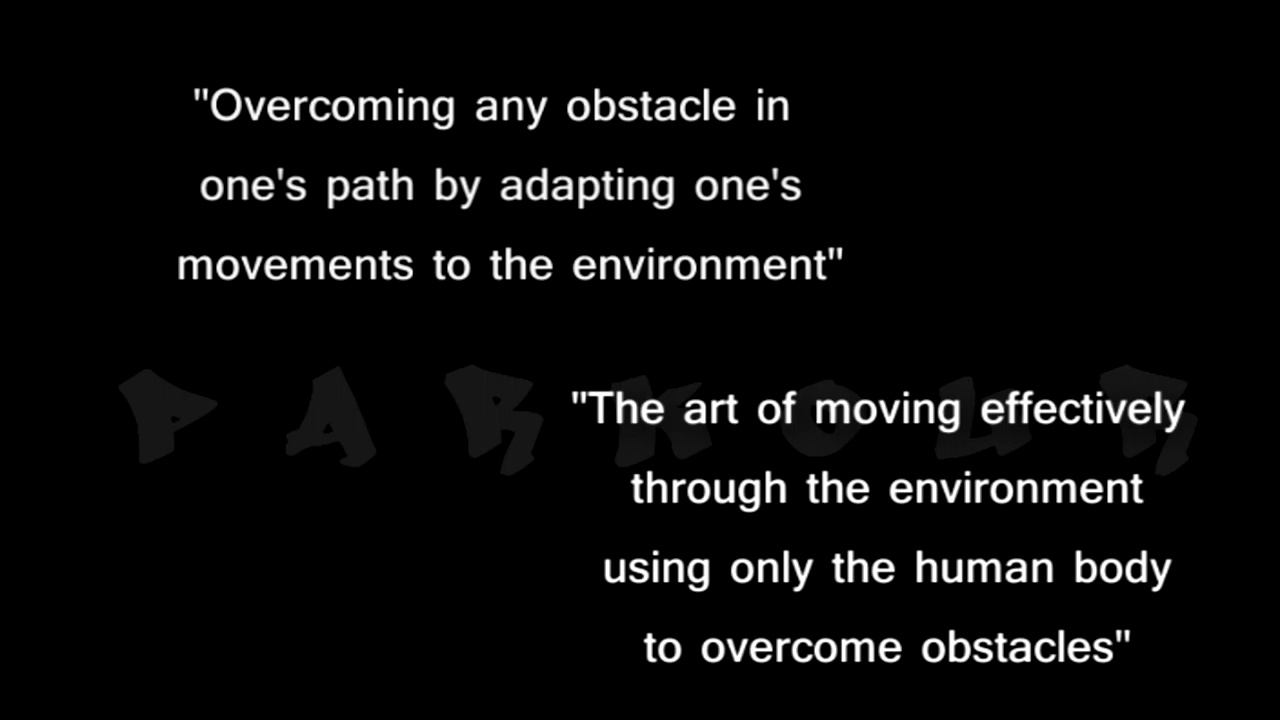 "Overcoming any obstacle in
one's path by adapting one's
movements to the environment"
PARKOUR
"The art of moving effectively
through the environment
using only the human body
to overcome obstacles"